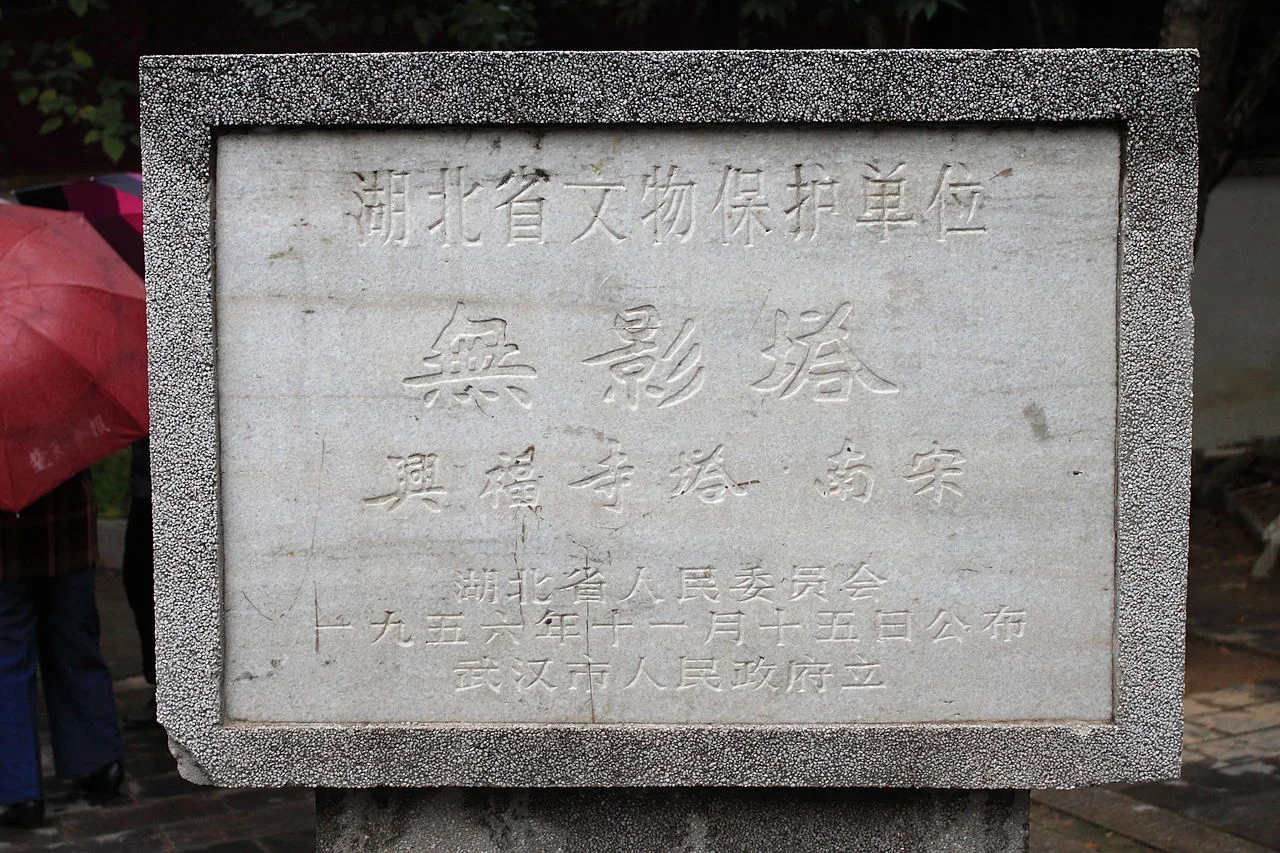 湖北省文物保护单位
無影塔
興福寺塔 南宋
湖北省人民委员会
一九五六年十一月十五日公布
武汉市人民政府立